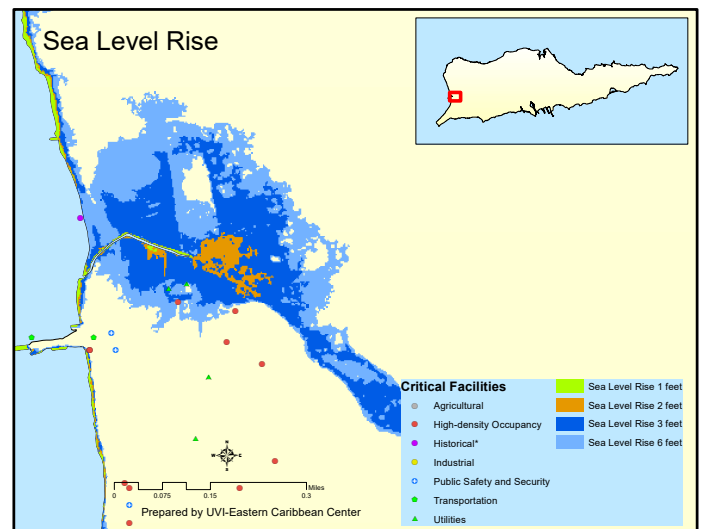 Sea Level Rise
Critical Facilities
Agricultural
High-density Occupancy
Historical*
Industrial
Public Safety and Security
Transportation
Utilities
Sea Level Rise 1 feet
Sea Level Rise 2 feet
Sea Level Rise 3 feet
Sea Level Rise 6 feet
N
W E
S
Miles
0 0.075 0.15 0.3
Prepared by UVI-Eastern Caribbean Center